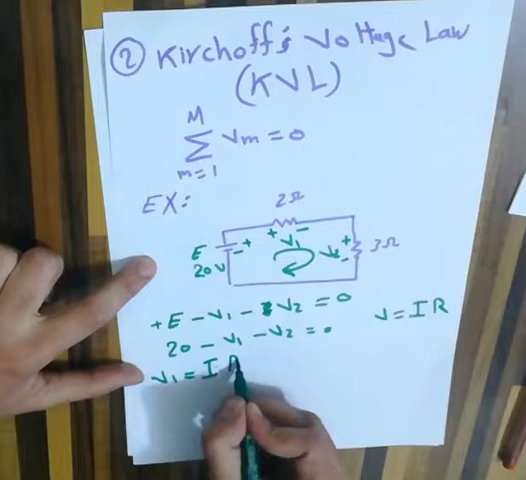 ② Kirchoff's Voltage Law
(KVL)
M
∑ Vm = 0
m=1
EX:
2Ω
+ V1 -
E
20V
- +
+ V2 -
3Ω
+E - V1 - V2 = 0
V = IR
20 - V1 - V2 = 0
V1 = I